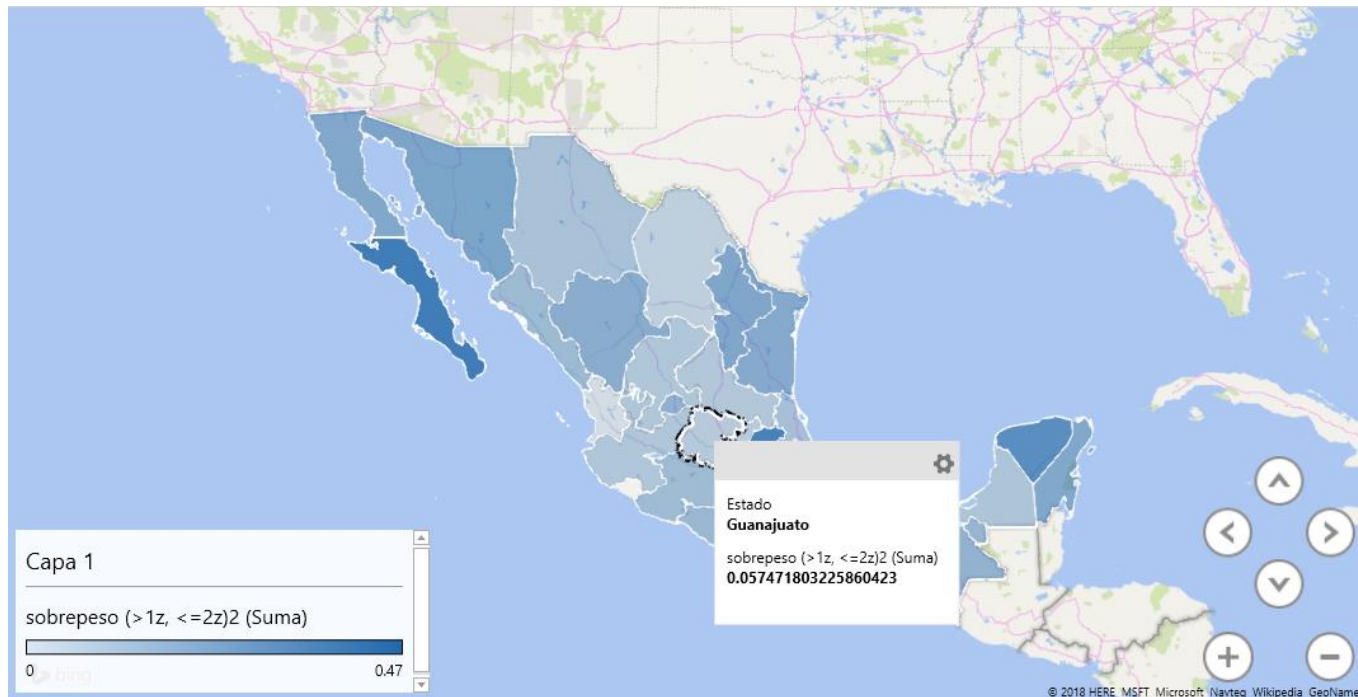 Estado
Guanajuato
sobrepeso (>1z, <=2z)2 (Suma)
0.057471803225860423
Capa 1
sobrepeso (>1z, <=2z)2 (Suma)
0
0.47
bing
© 2018 HERE MSFT Microsoft Navteq Wikipedia GeoName